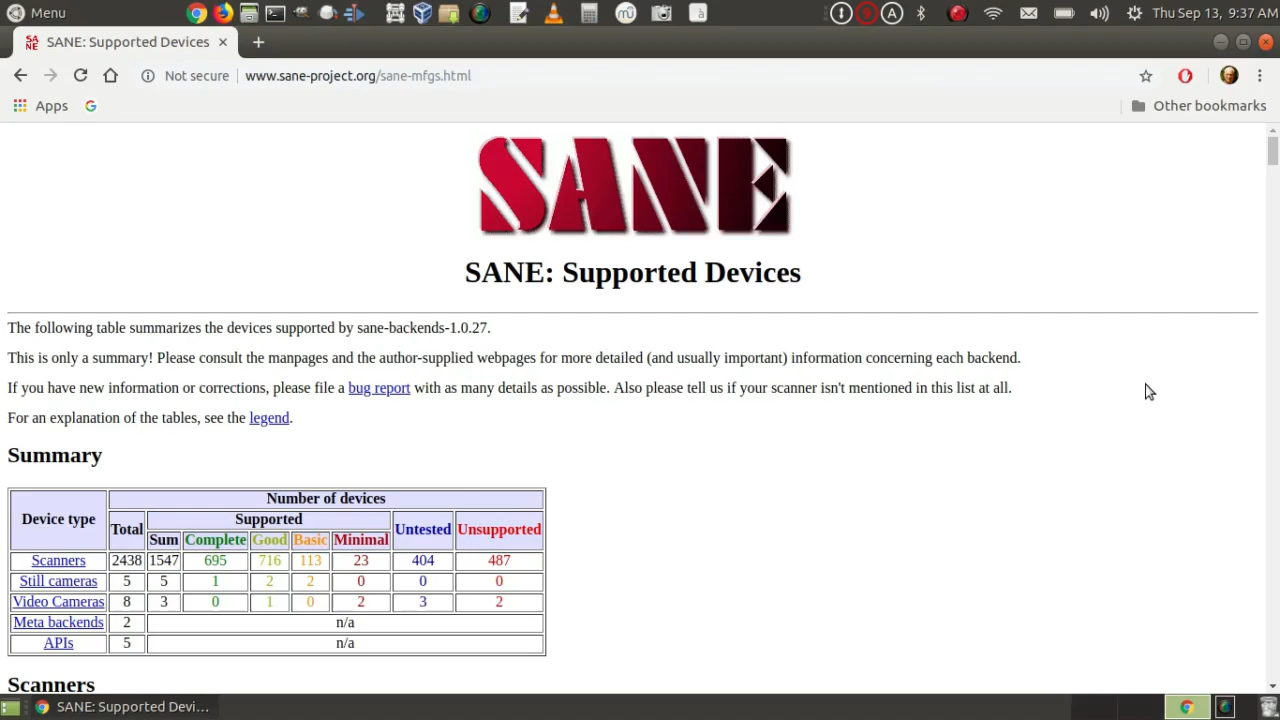 Menu
Thu Sep 13, 9:37 AM
SANE: Supported Devices
Not secure
www.sane-project.org/sane-mfgs.html
Apps
Other bookmarks
SANE
SANE: Supported Devices
The following table summarizes the devices supported by sane-backends-1.0.27.
This is only a summary! Please consult the manpages and the author-supplied webpages for more detailed (and usually important) information concerning each backend.
If you have new information or corrections, please file a bug report with as many details as possible. Also please tell us if your scanner isn't mentioned in this list at all.
For an explanation of the tables, see the legend.
Summary
Device type
Number of devices
Total
Supported
Untested
Unsupported
Sum Complete Good Basic Minimal
Scanners 2438 1547 695 716 113 23 404 487
Still cameras 5 5 1 2 2 0 0 0
Video Cameras 8 3 0 1 0 2 3 2
Meta backends 2 n/a
APIs 5 n/a
Scanners
SANE: Supported Devi...